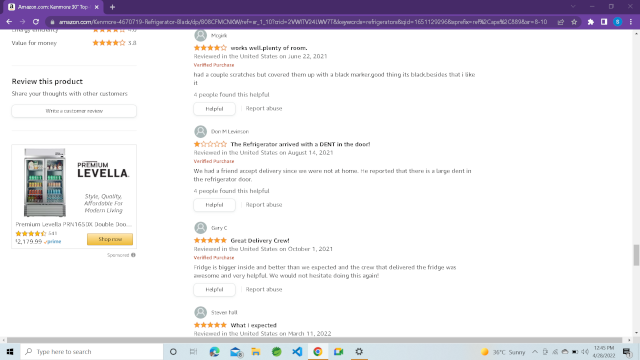 Amazon.com: Kenmore 30" Top-
amazon.com/Kenmore-4670719-Refrigerator-Black/dp/B08CFMCNXW/ref=sr_1_10?crid=2VWITV24LWV7T&keywords=refrigerators&qid=1651129296&sprefix=ref%2Caps%2C889&sr=8-10
Energy efficiency 4.0
Value for money 3.8
Review this product
Share your thoughts with other customers
Write a customer review
PREMIUM
LEVELLA.
Style, Quality,
Affordable For
Modern Living
Premium Levella PRN165DX Double Doo...
541
$2,179.99 prime
Shop now
Sponsored
Mojek
works well.plenty of room.
Reviewed in the United States on June 22, 2021
Verified Purchase
had a couple scratches but covered them up with a black marker.good thing its black.besides that i like
it
4 people found this helpful
Helpful
Report abuse
Don M Levinson
The Refrigerator arrived with a DENT in the door!
Reviewed in the United States on August 14, 2021
Verified Purchase
We had a friend accept delivery since we were not at home. He reported that there is a large dent in
the refrigerator door.
4 people found this helpful
Helpful
Report abuse
Gary C
Great Delivery Crew!
Reviewed in the United States on October 1, 2021
Verified Purchase
Fridge is bigger inside and better than we expected and the crew that delivered the fridge was
awesome and very helpful. We would not hesitate doing this again!
Helpful
Report abuse
Steven hall
What I expected
Reviewed in the United States on March 11, 2022
Type here to search
36°C Sunny
12:45 PM
4/28/2022